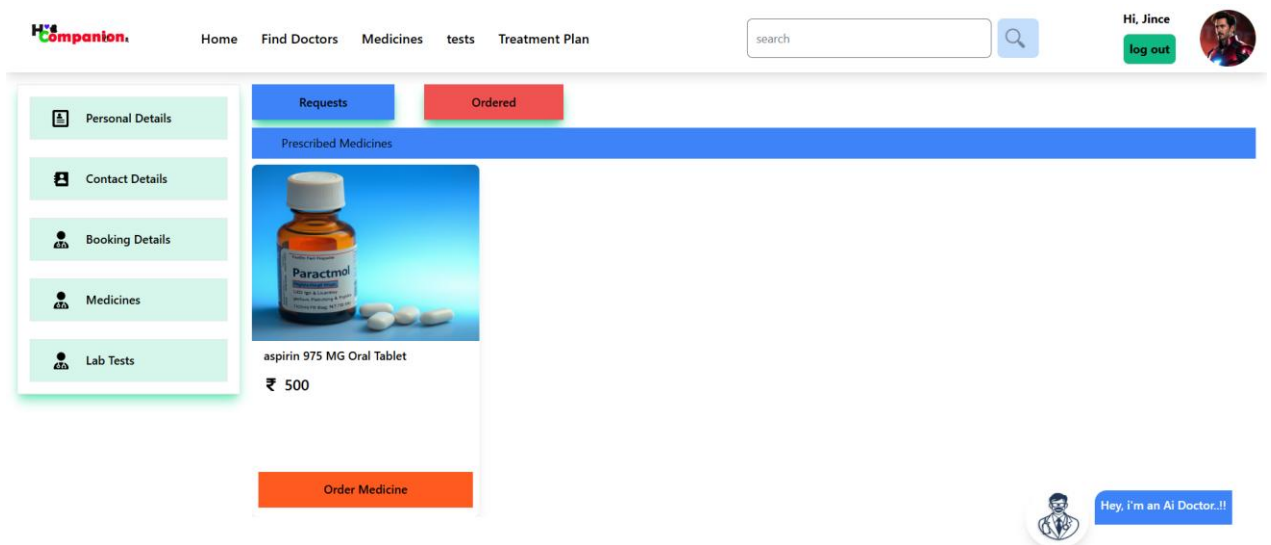 H's
Companion.
Home Find Doctors Medicines tests Treatment Plan
search
Hi, Jince
log out
Personal Details
Contact Details
Booking Details
Medicines
Lab Tests
Requests Ordered
Prescribed Medicines
Paractmol
aspirin 975 MG Oral Tablet
₹ 500
Order Medicine
Hey, i'm an Ai Doctor..!!